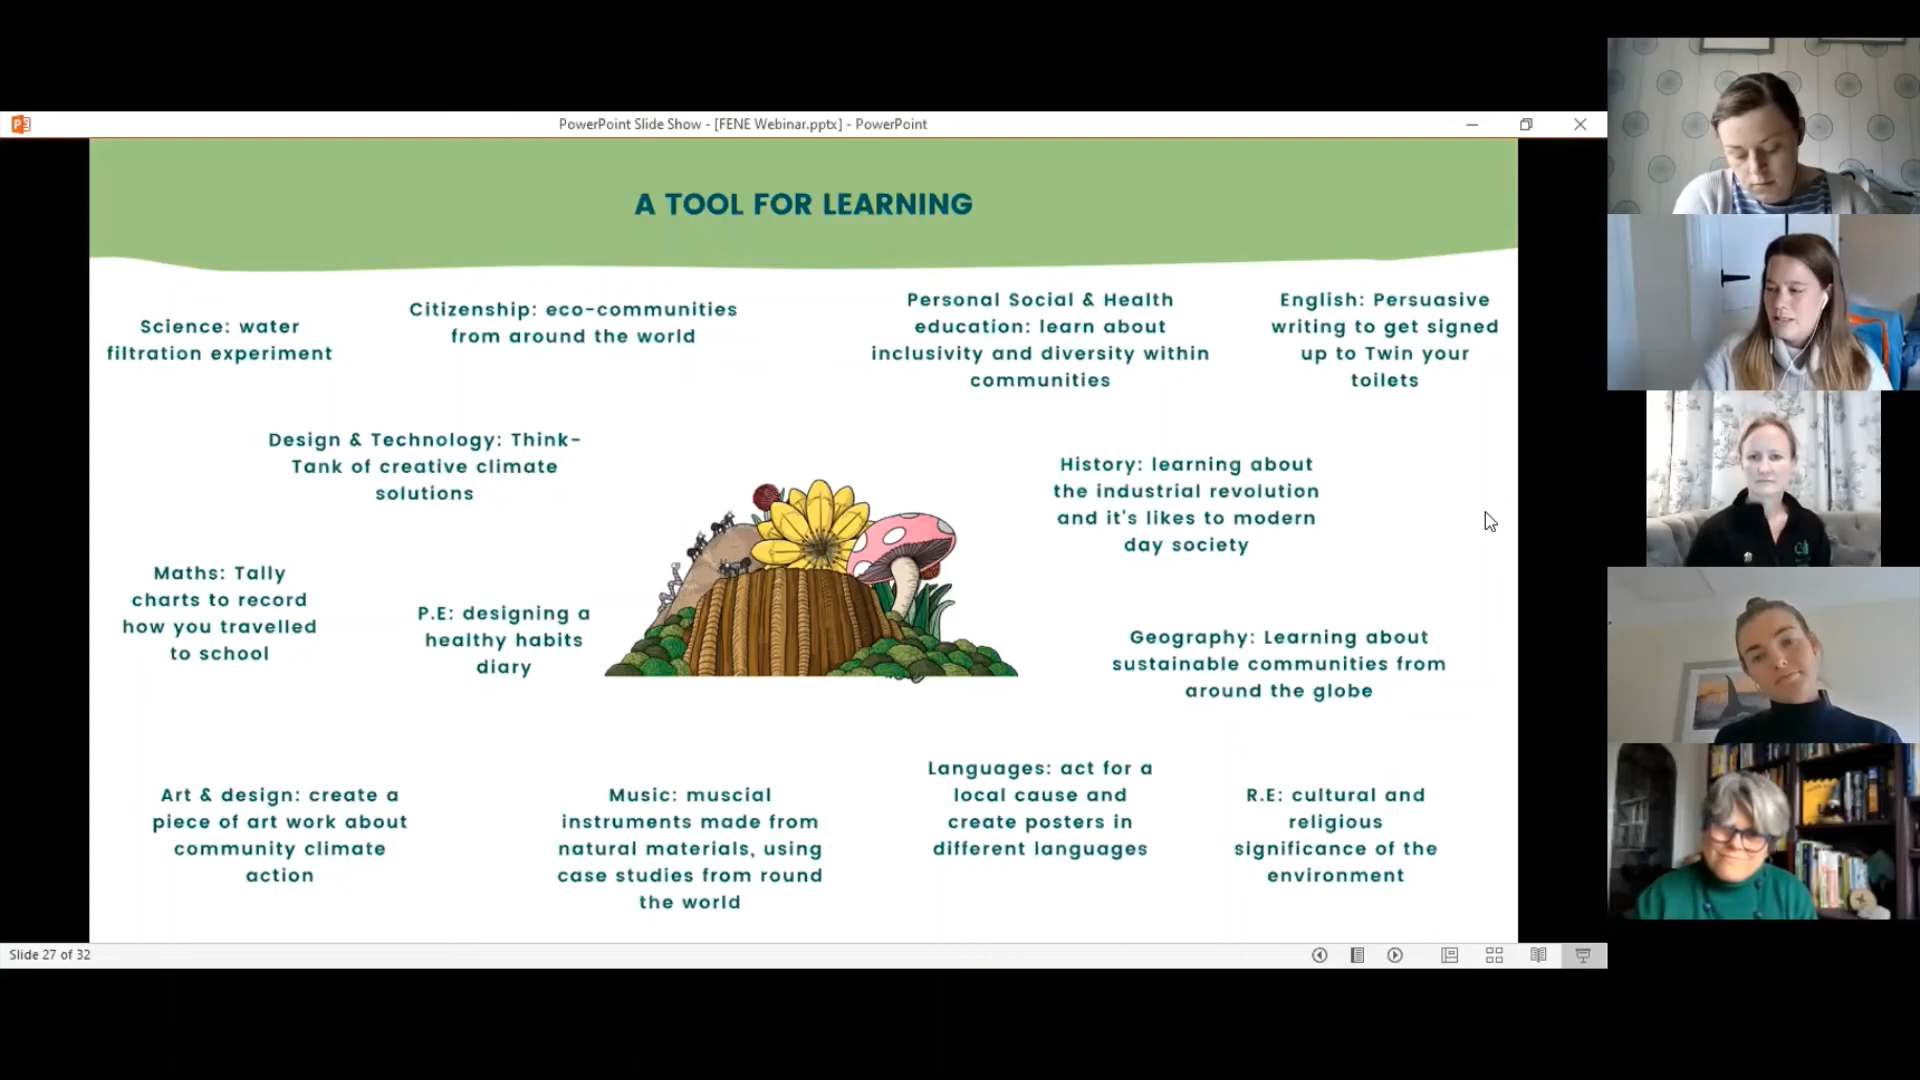 PowerPoint Slide Show - [FENE Webinar.pptx] - PowerPoint
A TOOL FOR LEARNING
Science: water
filtration experiment
Citizenship: eco-communities
from around the world
Personal Social & Health
education: learn about
inclusivity and diversity within
communities
English: Persuasive
writing to get signed
up to Twin your
toilets
Design & Technology: Think-
Tank of creative climate
solutions
History: learning about
the industrial revolution
and it's likes to modern
day society
Maths: Tally
charts to record
how you travelled
to school
P.E: designing a
healthy habits
diary
Geography: Learning about
sustainable communities from
around the globe
Art & design: create a
piece of art work about
community climate
action
Music: muscial
instruments made from
natural materials, using
case studies from round
the world
Languages: act for a
local cause and
create posters in
different languages
R.E: cultural and
religious
significance of the
environment
Slide 27 of 32